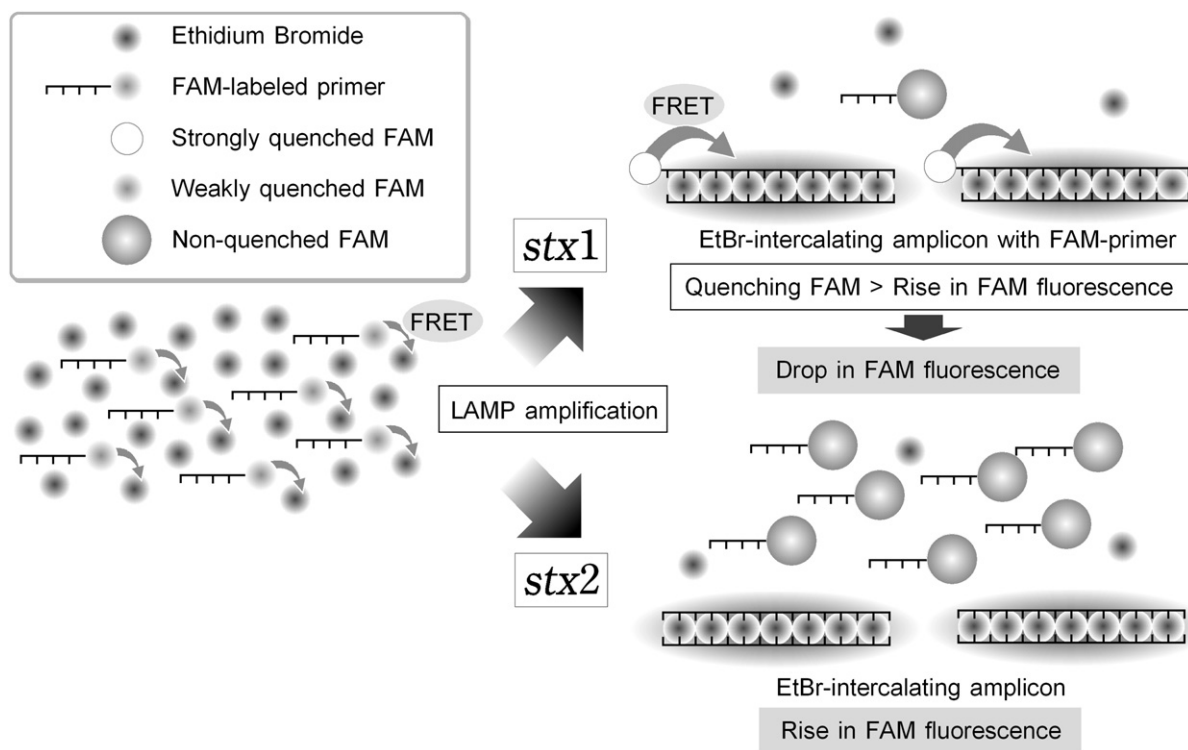 Ethidium Bromide
FAM-labeled primer
Strongly quenched FAM
Weakly quenched FAM
Non-quenched FAM
FRET
LAMP amplification
stx1
FRET
EtBr-intercalating amplicon with FAM-primer
Quenching FAM > Rise in FAM fluorescence
Drop in FAM fluorescence
stx2
EtBr-intercalating amplicon
Rise in FAM fluorescence